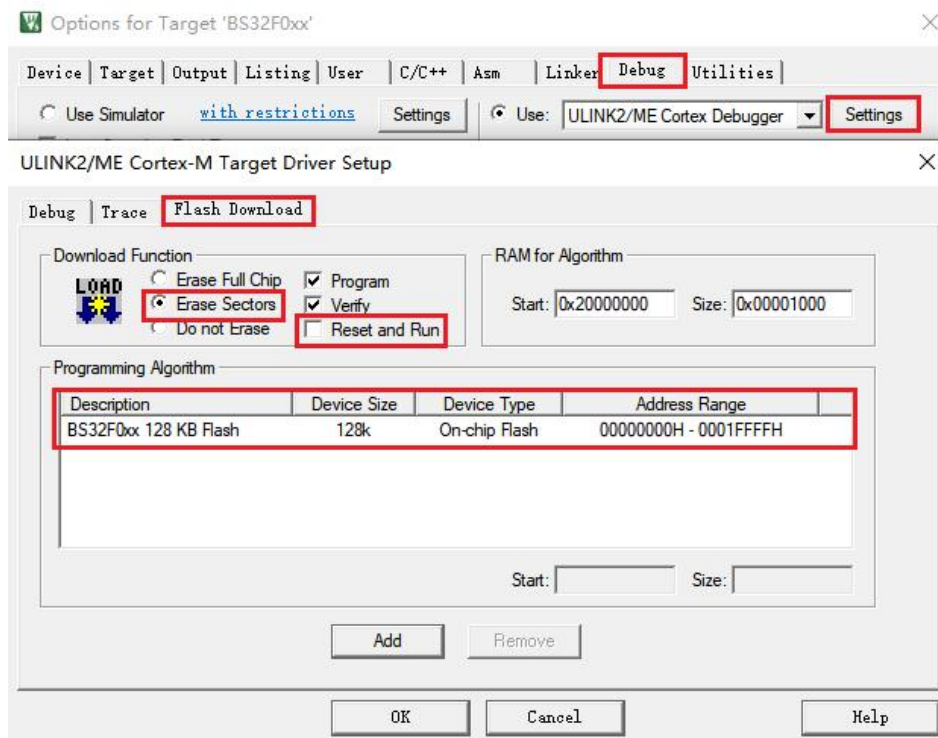 Options for Target 'BS32F0xx'
Device Target Output Listing User C/C++ Asm Linker Debug Utilities
Use Simulator with restrictions Settings Use: ULINK2/ME Cortex Debugger Settings
ULINK2/ME Cortex-M Target Driver Setup
Debug Trace Flash Download
Download Function RAM for Algorithm
LOAD Erase Full Chip Program
Erase Sectors Verify Start: 0x20000000 Size: 0x00001000
Do not Erase Reset and Run
Programming Algorithm
Description Device Size Device Type Address Range
BS32F0xx 128 KB Flash 128k On-chip Flash 00000000H - 0001FFFFH
Start: Size:
Add Remove
OK Cancel Help